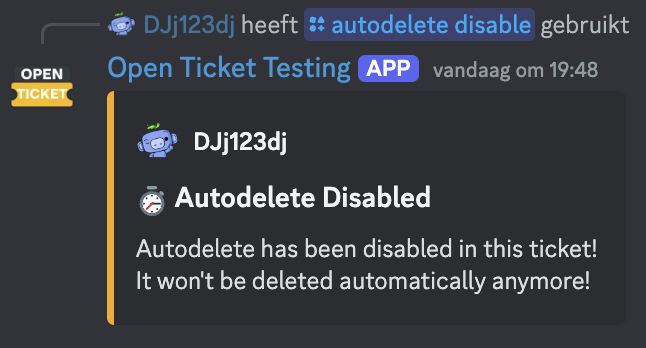 DJj123dj heeft autodelete disable gebruikt
OPEN
TICKET
Open Ticket Testing APP vandaag om 19:48
DJj123dj
Autodelete Disabled
Autodelete has been disabled in this ticket!
It won't be deleted automatically anymore!